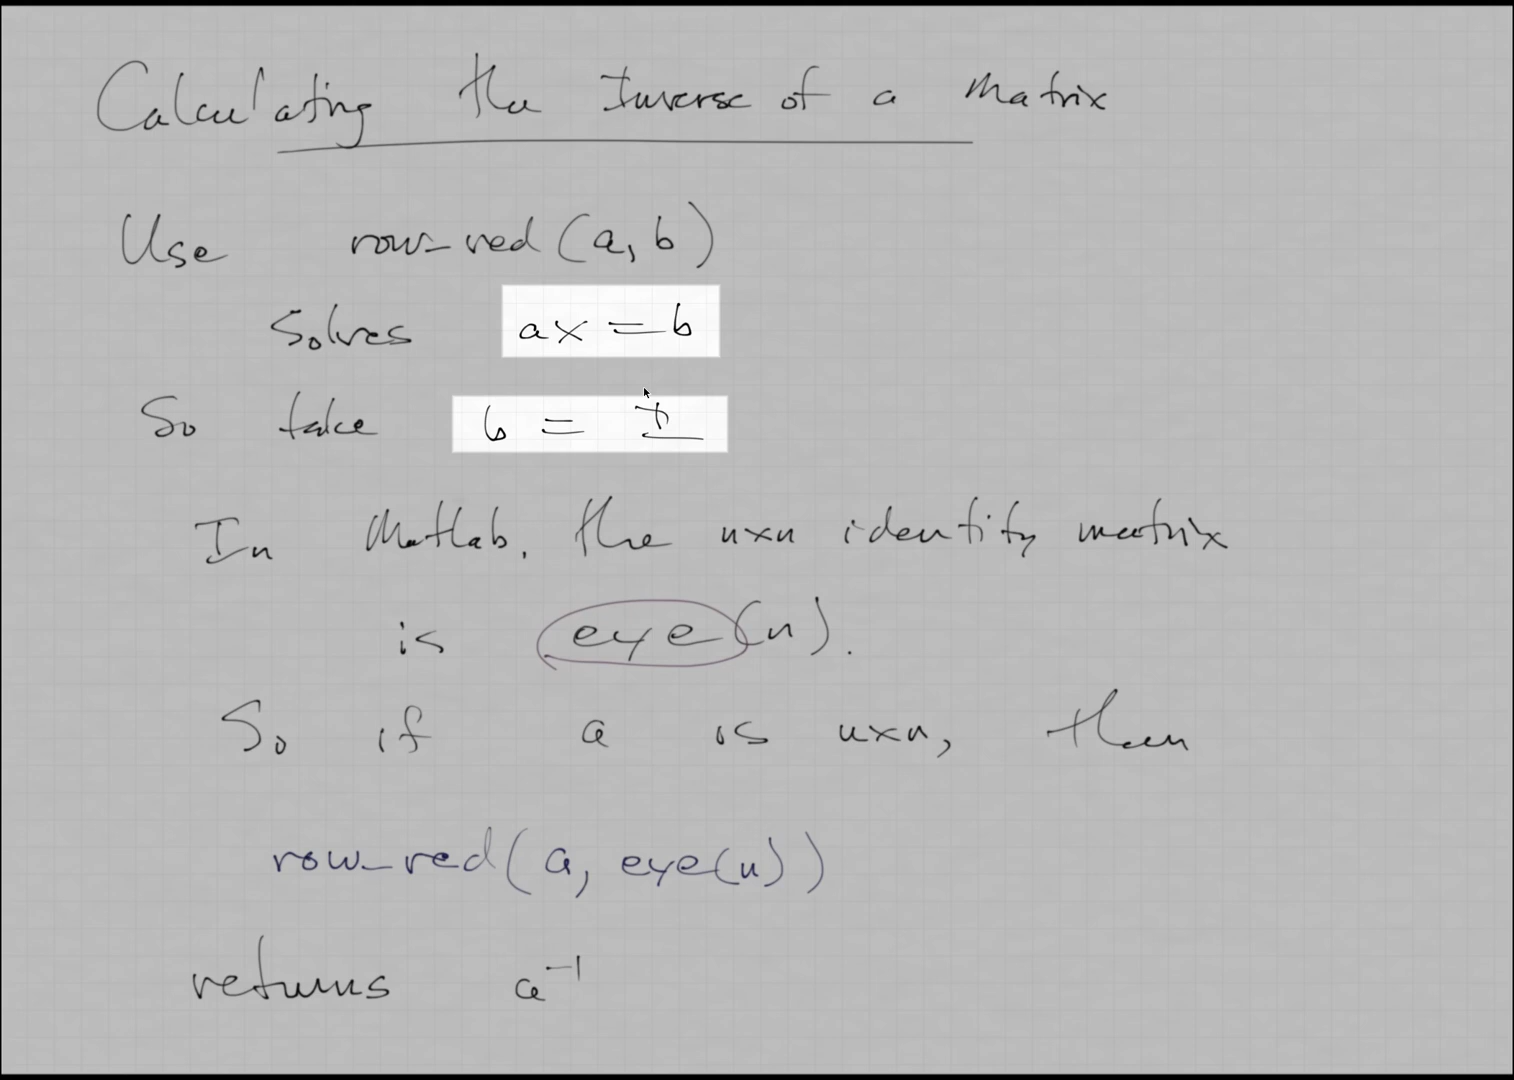 Calculating the Inverse of a Matrix
Use row_red(a, b)
Solves ax = b
So take b = I
In Matlab, the nxn identity matrix
is eye(n).
So if a is nxn, then
row_red(a, eye(n))
returns a⁻¹